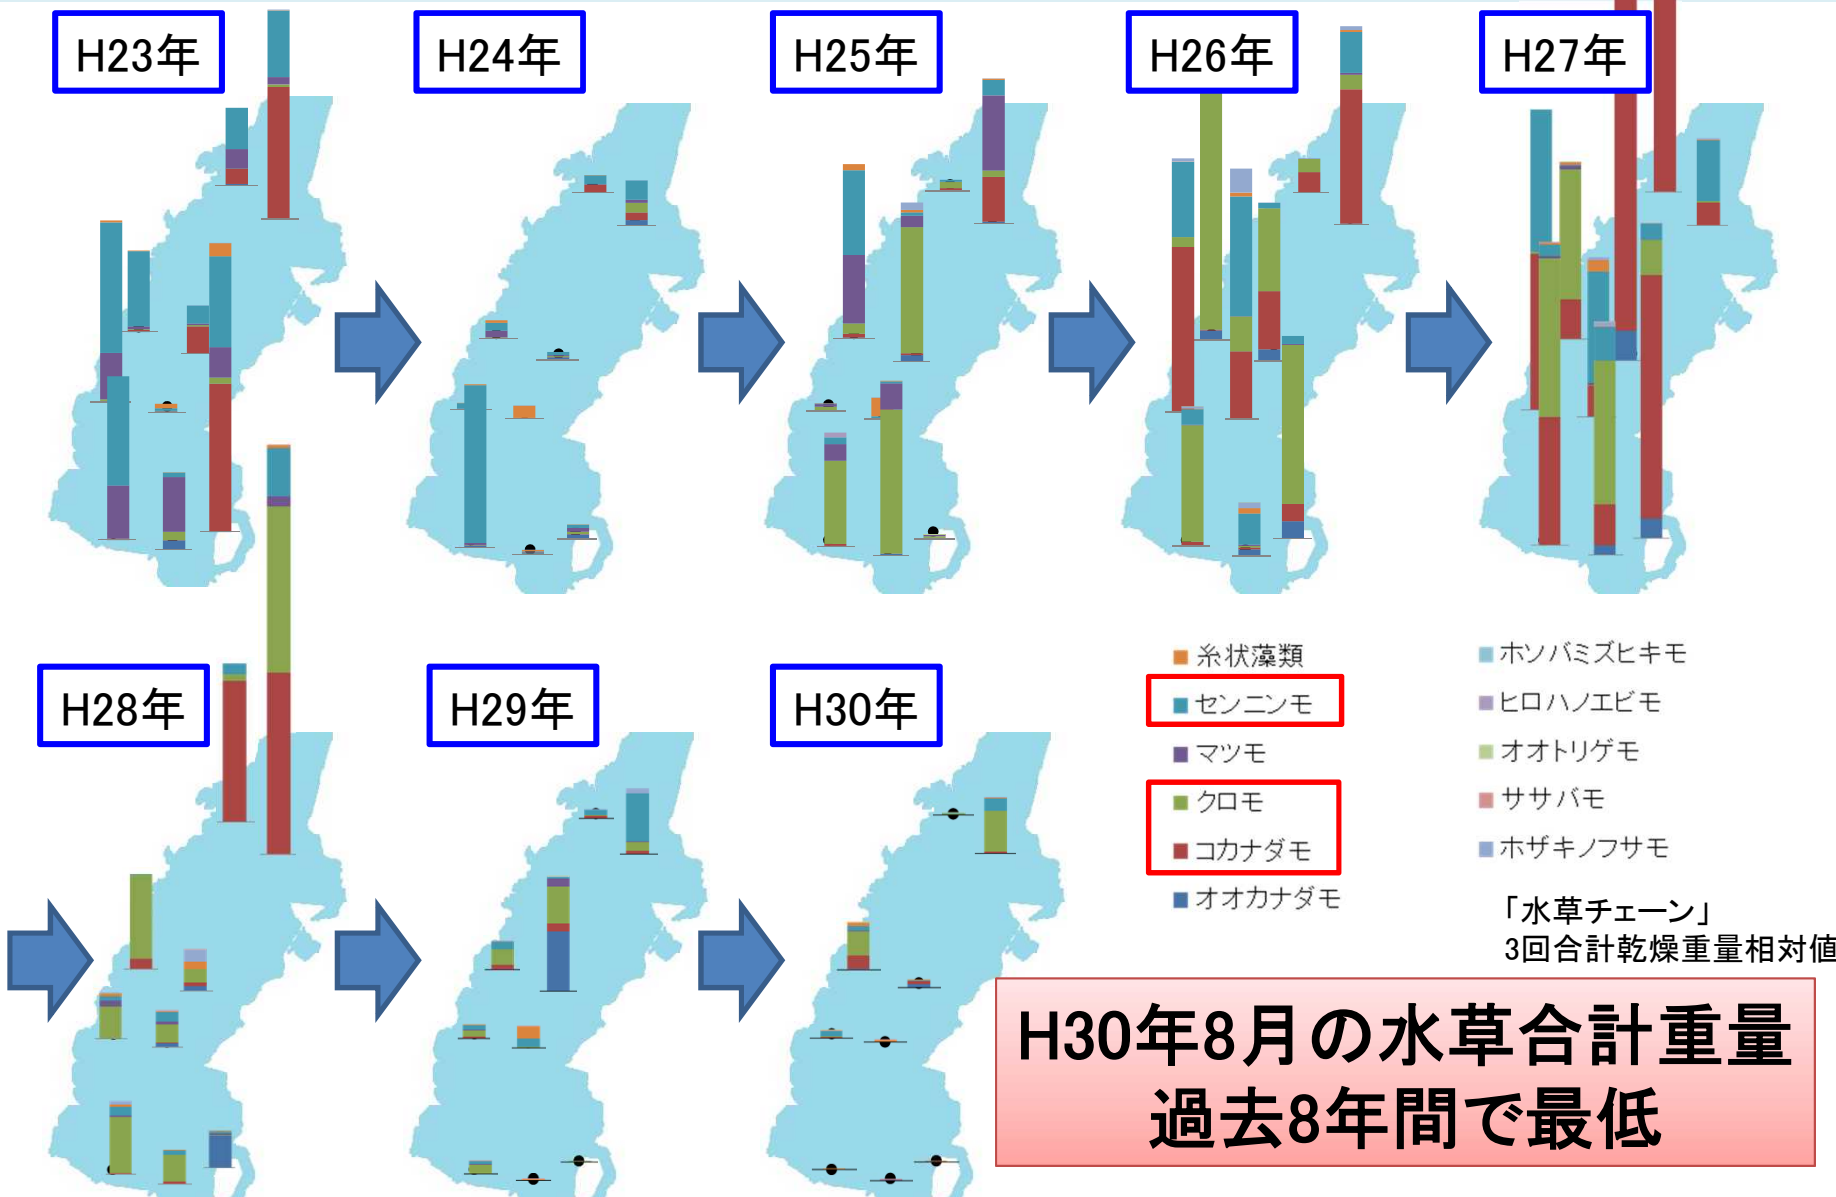 H23年
H24年
H25年
H26年
H27年
H28年
H29年
H30年
糸状藻類
センニンモ
マツモ
クロモ
コカナダモ
オオカナダモ
ホソバミズヒキモ
ヒロハノエビモ
オオトリゲモ
ササバモ
ホザキノフサモ
「水草チェーン」
3回合計乾燥重量相対値
H30年8月の水草合計重量
過去8年間で最低